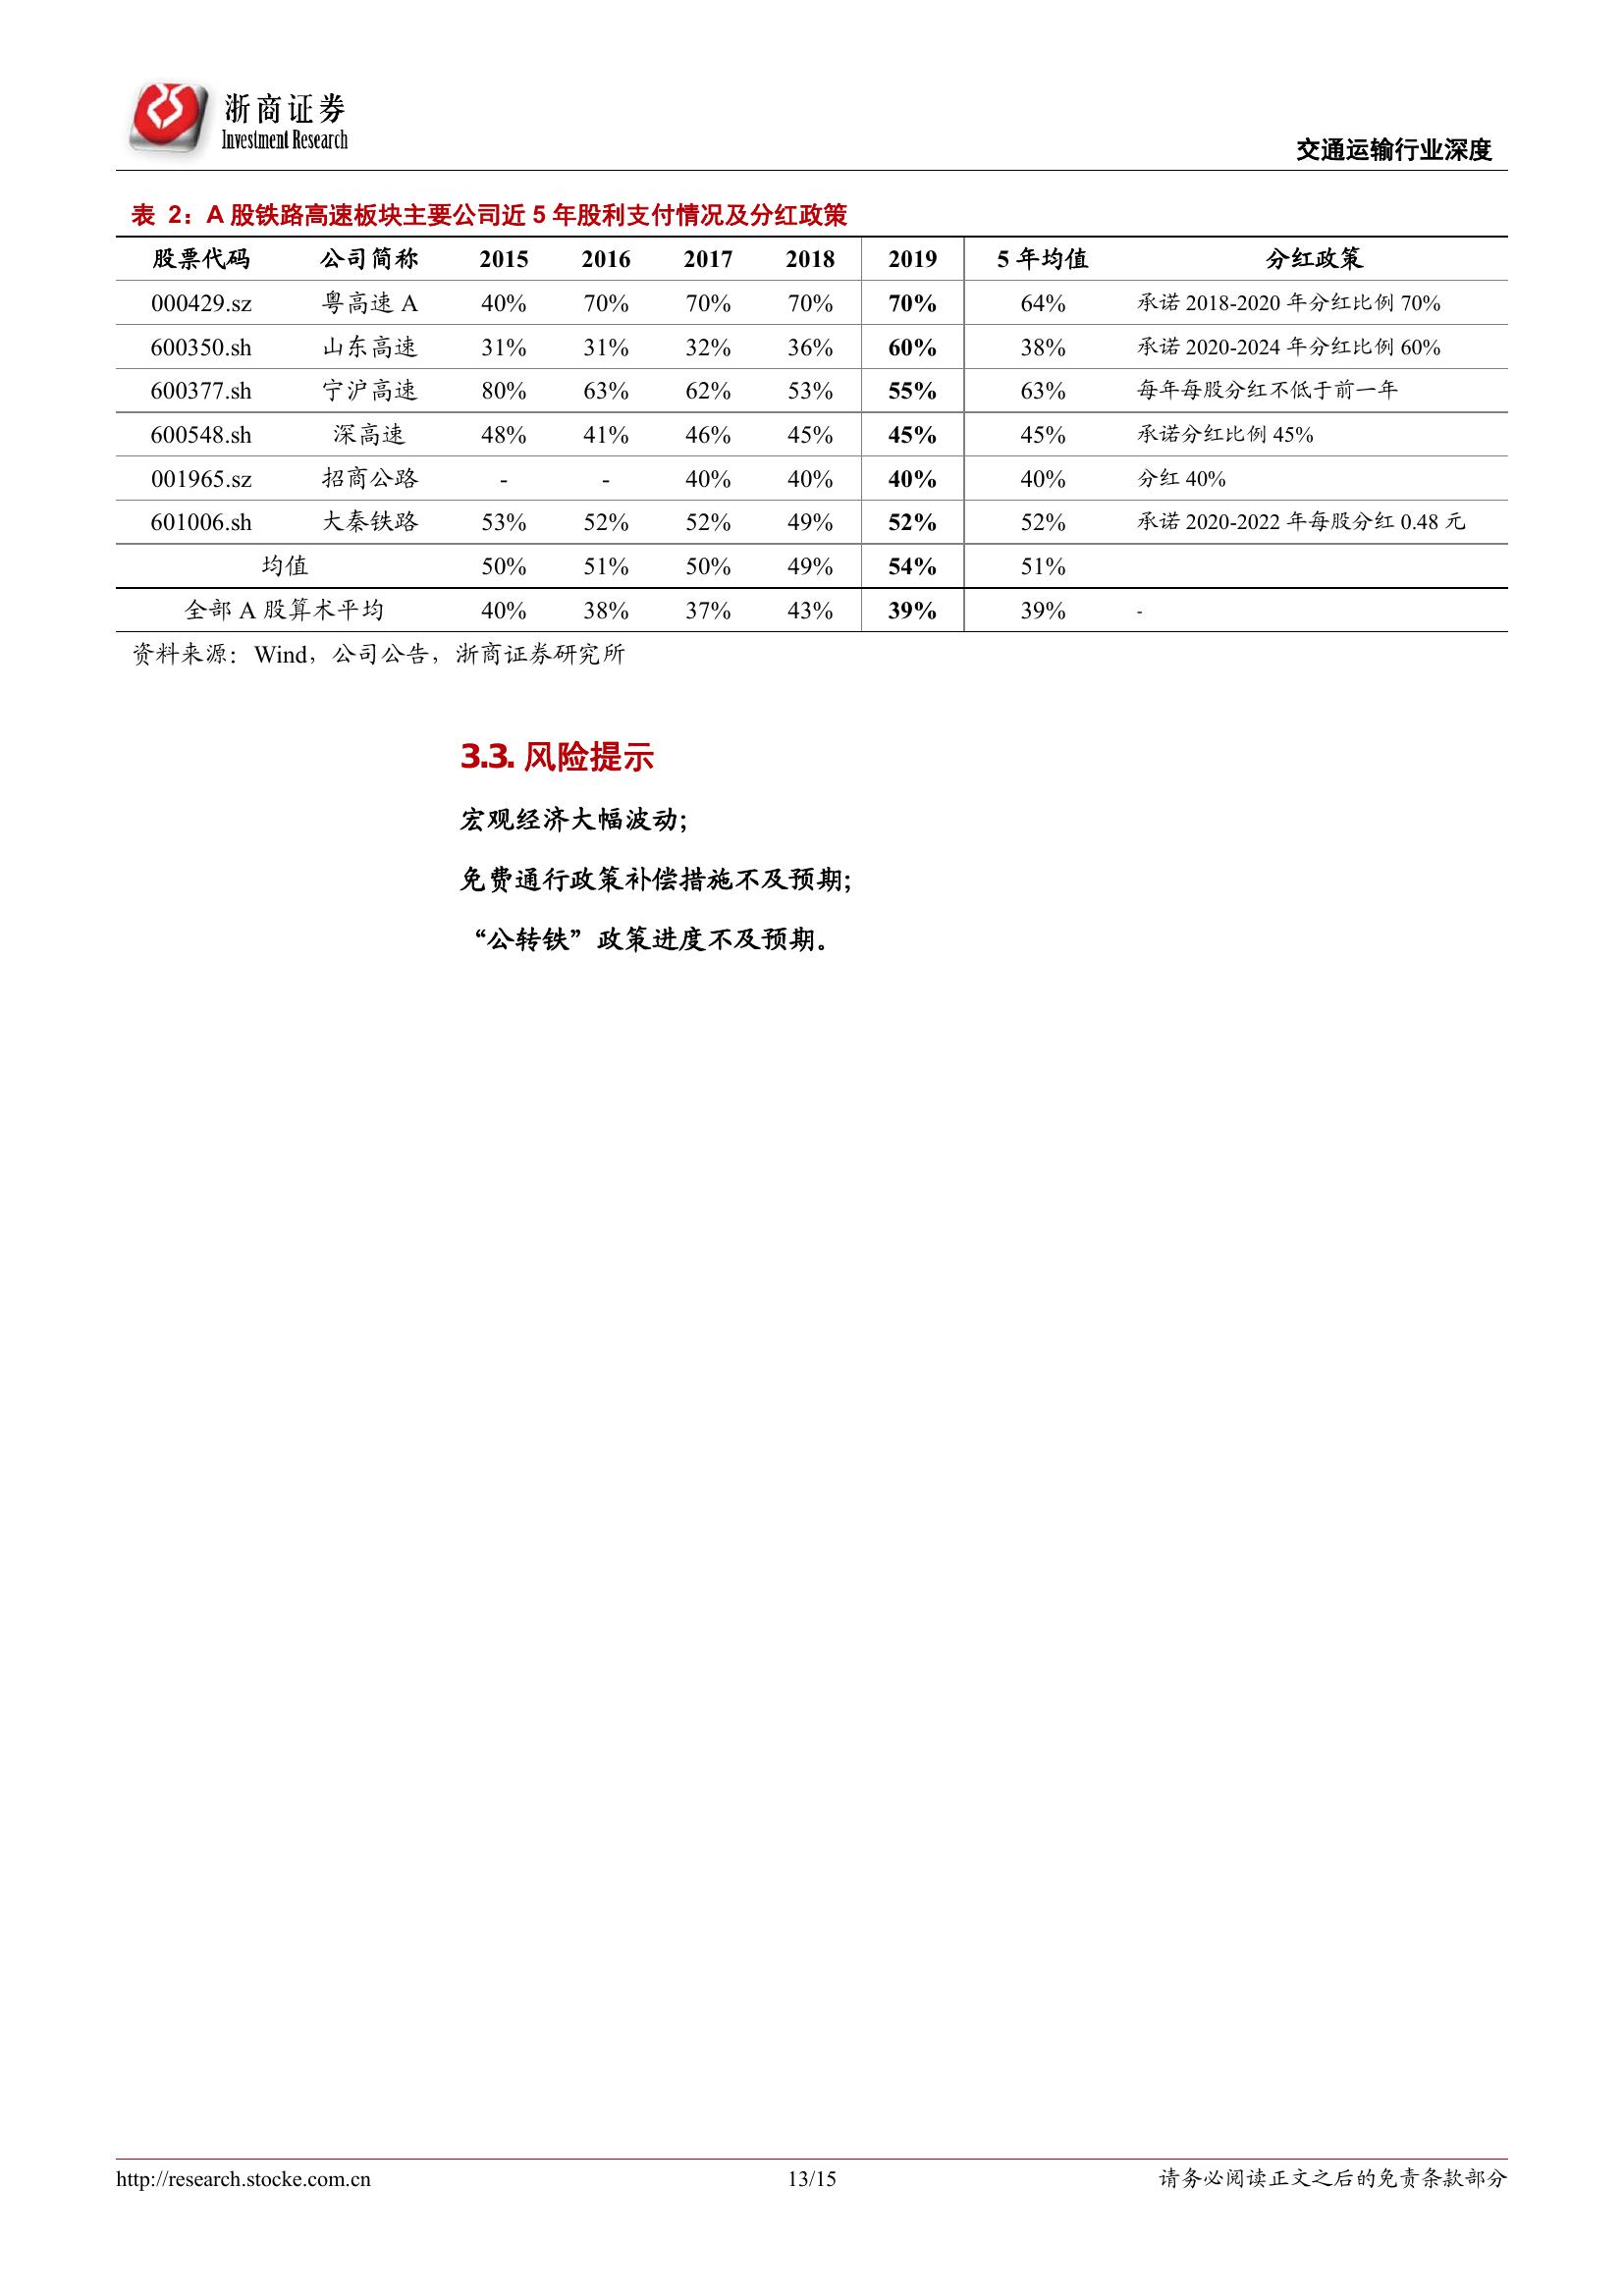 浙商证券
Investment Research
交通运输行业深度
表 2：A 股铁路高速板块主要公司近 5 年股利支付情况及分红政策
股票代码 公司简称 2015 2016 2017 2018 2019 5 年均值 分红政策
000429.sz 粤高速 A 40% 70% 70% 70% 70% 64% 承诺 2018-2020 年分红比例 70%
600350.sh 山东高速 31% 31% 32% 36% 60% 38% 承诺 2020-2024 年分红比例 60%
600377.sh 宁沪高速 80% 63% 62% 53% 55% 63% 每年每股分红不低于前一年
600548.sh 深高速 48% 41% 46% 45% 45% 45% 承诺分红比例 45%
001965.sz 招商公路 - - 40% 40% 40% 40% 分红 40%
601006.sh 大秦铁路 53% 52% 52% 49% 52% 52% 承诺 2020-2022 年每股分红 0.48 元
均值 50% 51% 50% 49% 54% 51%
全部 A 股算术平均 40% 38% 37% 43% 39% 39% -
资料来源：Wind，公司公告，浙商证券研究所
3.3. 风险提示
宏观经济大幅波动；
免费通行政策补偿措施不及预期；
“公转铁”政策进度不及预期。
http://research.stocke.com.cn 13/15 请务必阅读正文之后的免责条款部分